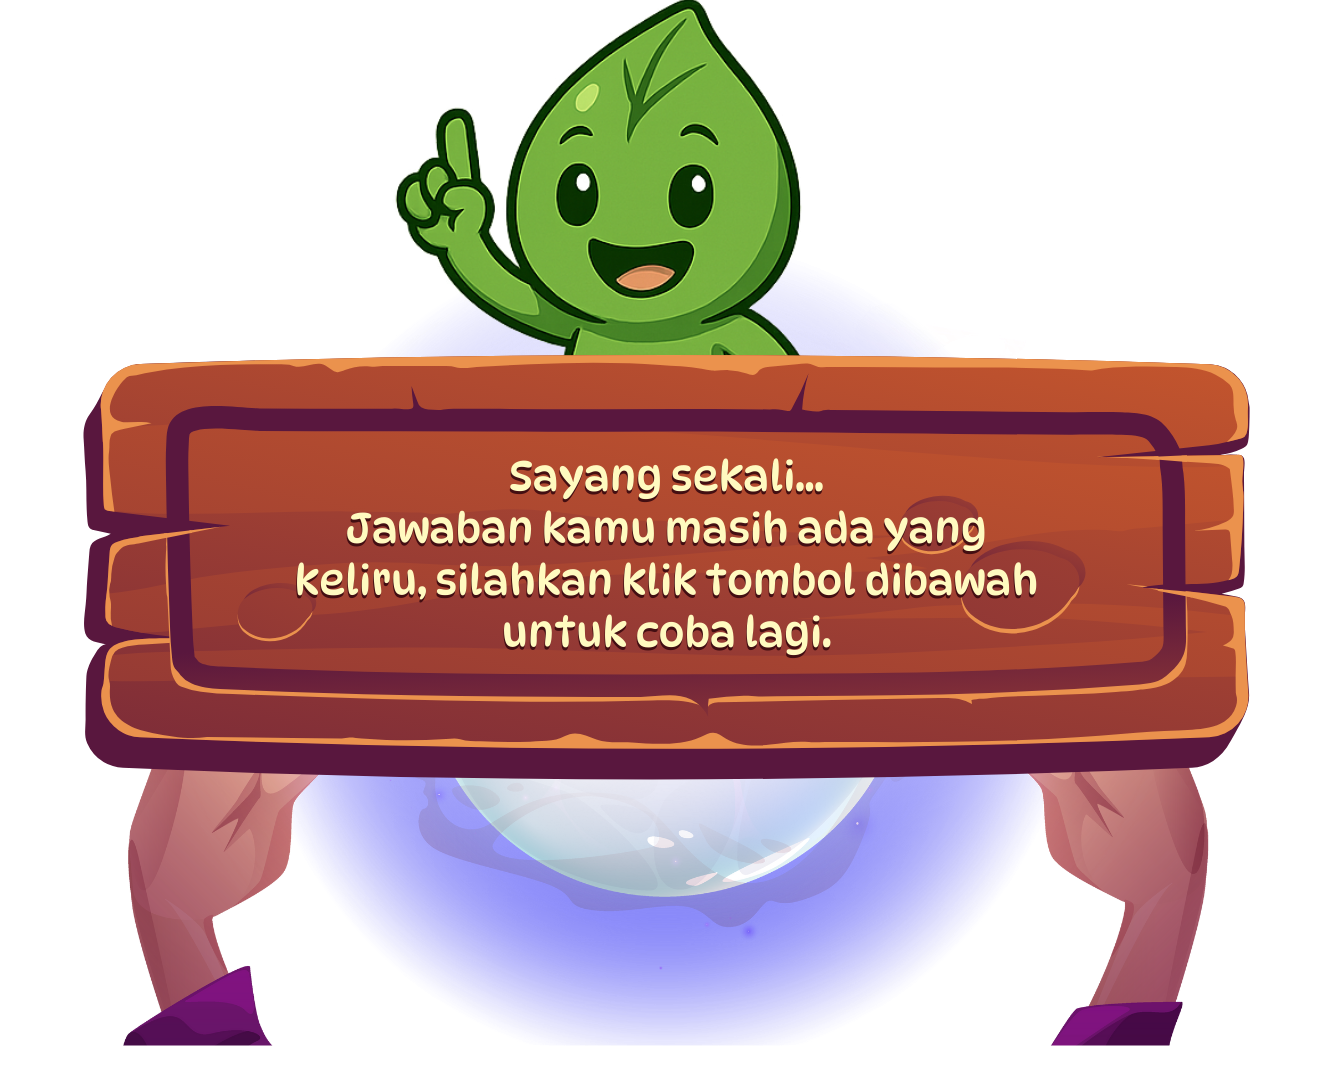 Sayang sekali...
Jawaban kamu masih ada yang
keliru, silahkan klik tombol dibawah
untuk coba lagi.